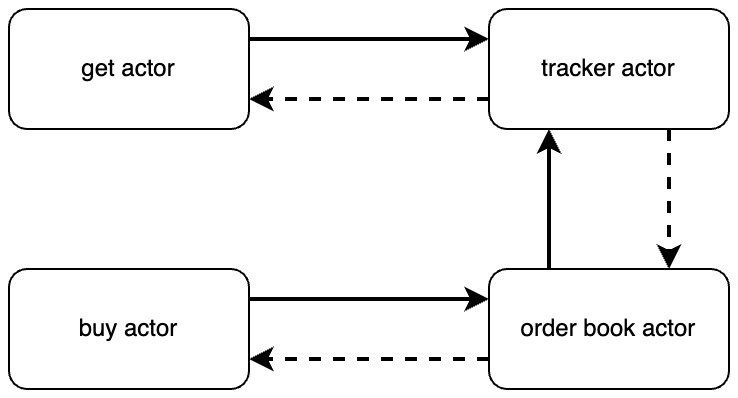 get actor
tracker actor
buy actor
order book actor